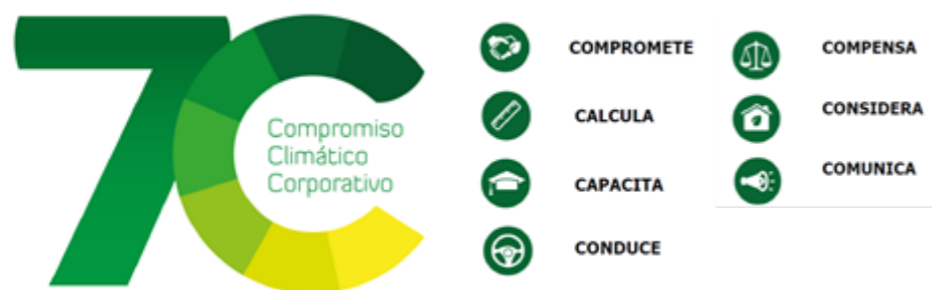 7C
Compromiso
Climático
Corporativo
COMPROMETE
CALCULA
CAPACITA
CONDUCE
COMPENSA
CONSIDERA
COMUNICA